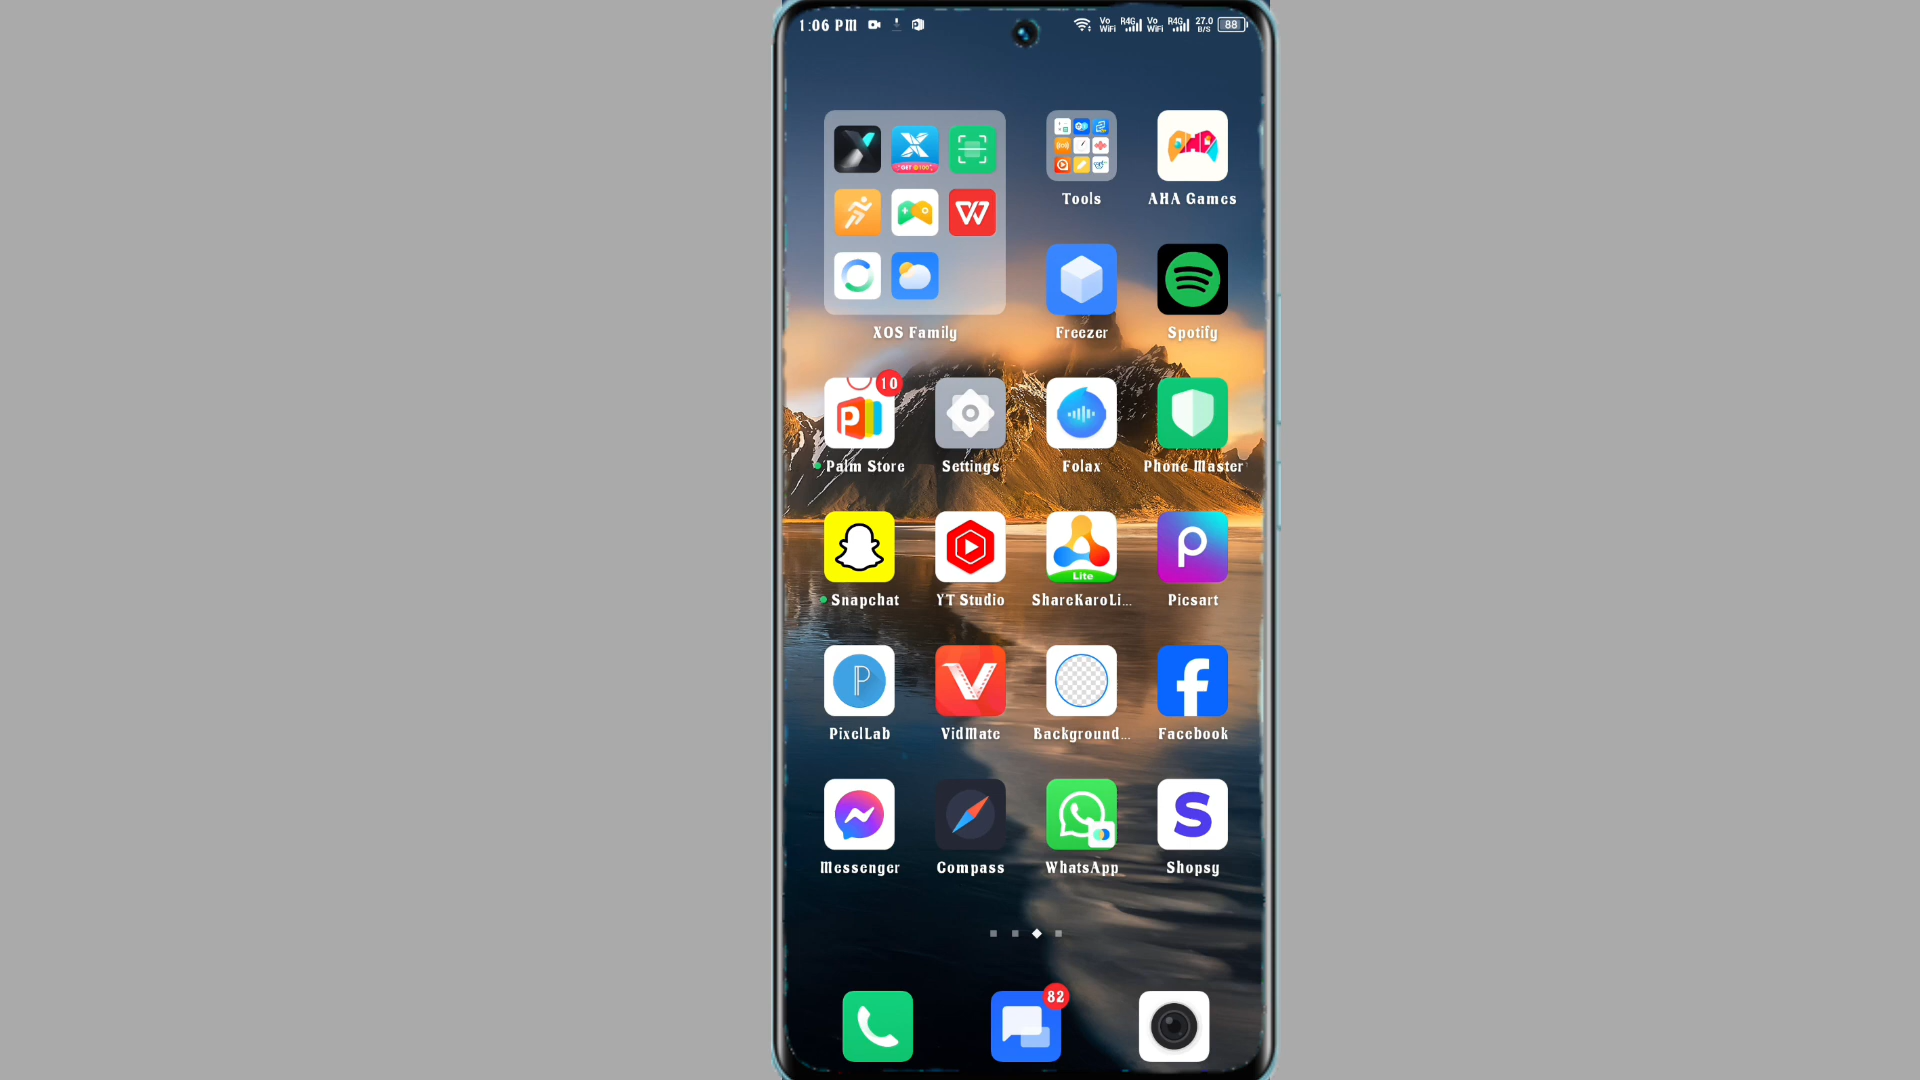 1:06 PM
Vo WiFi R4G Vo WiFi R4G 27.0 B/S 88
GET
Tools
AHA Games
XOS Family
Freezer
Spotify
10
Palm Store
Settings
Folax
Phone Master
Lite
Snapchat
YT Studio
ShareKaroLi...
Picsart
PixelLab
VidMate
Background...
Facebook
Messenger
Compass
WhatsApp
Shopsy
82